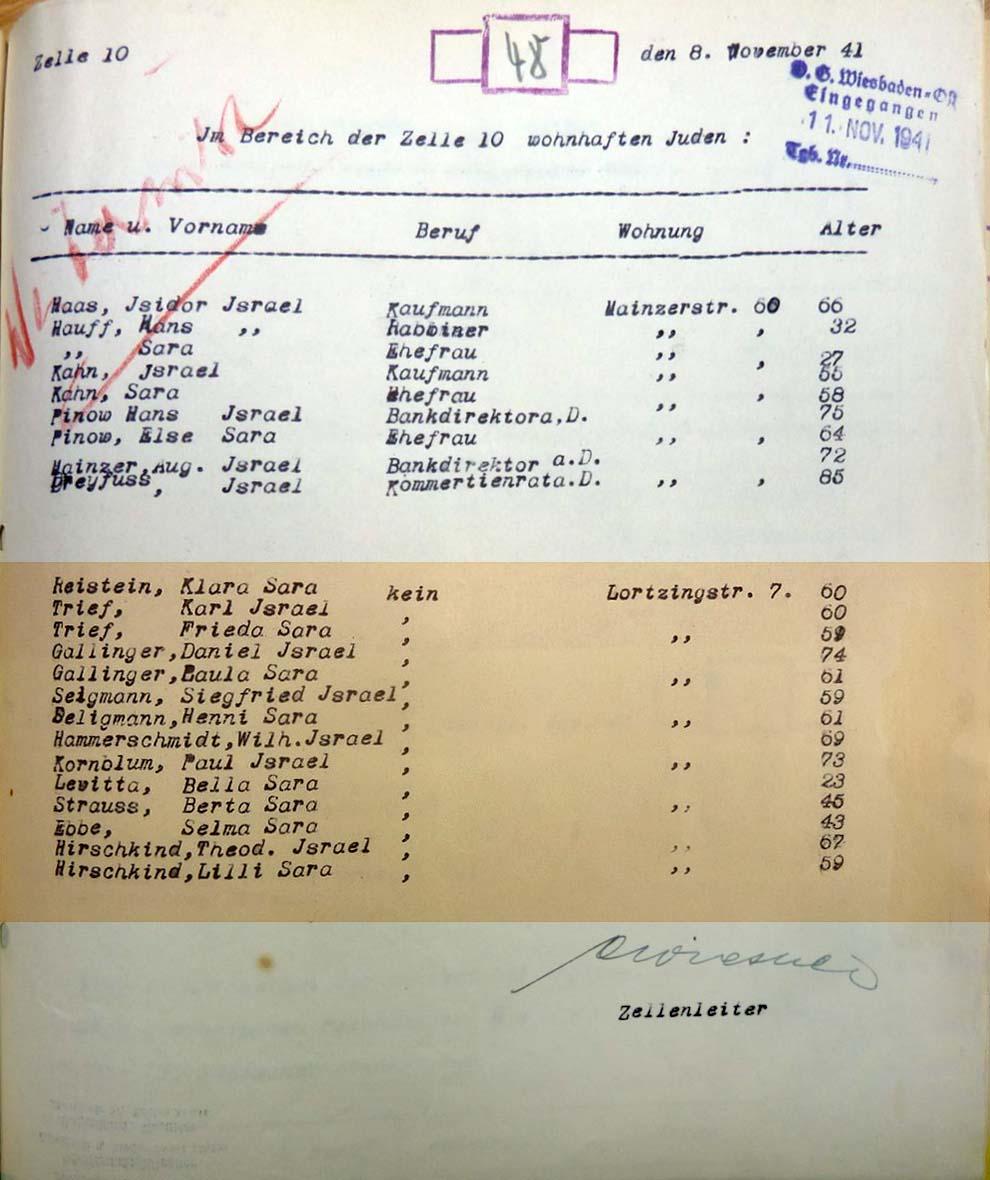 Zelle 10
48
den 8. November 41
O. G. Wiesbaden-Ost
Eingegangen
11. NOV. 1941
Tgb. Nr.
Jm Bereich der Zelle 10 wohnhaften Juden :
Name u. Vorname Beruf Wohnung Alter
Haas, Jsidor Jsrael Kaufmann Mainzerstr. 60 66
Hauff, Hans ,, Rabbiner ,, , 32
,, Sara Ehefrau ,, , 27
Kahn, Jsrael Kaufmann ,,
Kahn, Sara Ehefrau ,, , 58
Pinow Hans Jsrael Bankdirektora,D. 75
Pinow, Else Sara Ehefrau ,, , 64
Mainzer,Aug. Jsrael Bankdirektor a.D. 72
Dreyfuss, Jsrael Kommertienrata.D. ,, , 85
Reistein, Klara Sara kein Lortzingstr. 7. 60
Trief, Karl Jsrael , 60
Trief, Frieda Sara , ,, 59
Gallinger,Daniel Jsrael 74
Gallinger,Paula Sara , ,, 61
Seigmann, Siegfried Jsrael , 59
Seligmann,Henni Sara , ,, 61
Hammerschmidt,Wilh.Jsrael , 69
Kornblum, Paul Jsrael , ,, 73
Levitta, Bella Sara , 23
Strauss, Berta Sara , ,, 45
Ebbe, Selma Sara , 43
Hirschkind,Theod. Jsrael , ,, 67
Hirschkind,Lilli Sara , ,, 59
Zellenleiter